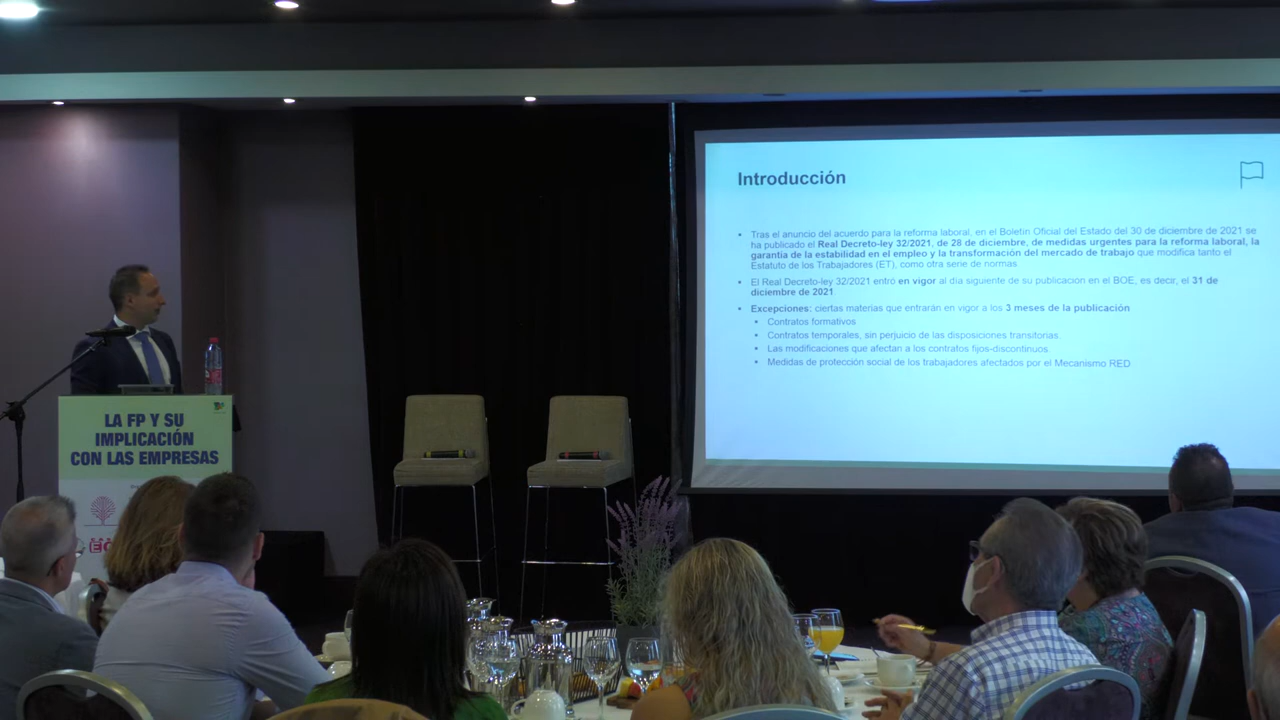 Introducción
Tras el anuncio del acuerdo para la reforma laboral, en el Boletín Oficial del Estado del 30 de diciembre de 2021 se
ha publicado el Real Decreto-ley 32/2021, de 28 de diciembre, de medidas urgentes para la reforma laboral, la
garantía de la estabilidad en el empleo y la transformación del mercado de trabajo que modifica tanto el
Estatuto de los Trabajadores (ET), como otra serie de normas.
El Real Decreto-ley 32/2021 entró en vigor al día siguiente de su publicación en el BOE, es decir, el 31 de
diciembre de 2021
Excepciones: ciertas materias que entrarán en vigor a los 3 meses de la publicación
Contratos formativos
Contratos temporales, sin perjuicio de las disposiciones transitorias.
Las modificaciones que afectan a los contratos fijos-discontinuos
Medidas de protección social de los trabajadores afectados por el Mecanismo RED
LA FP Y SU
IMPLICACIÓN
CON LAS EMPRESAS